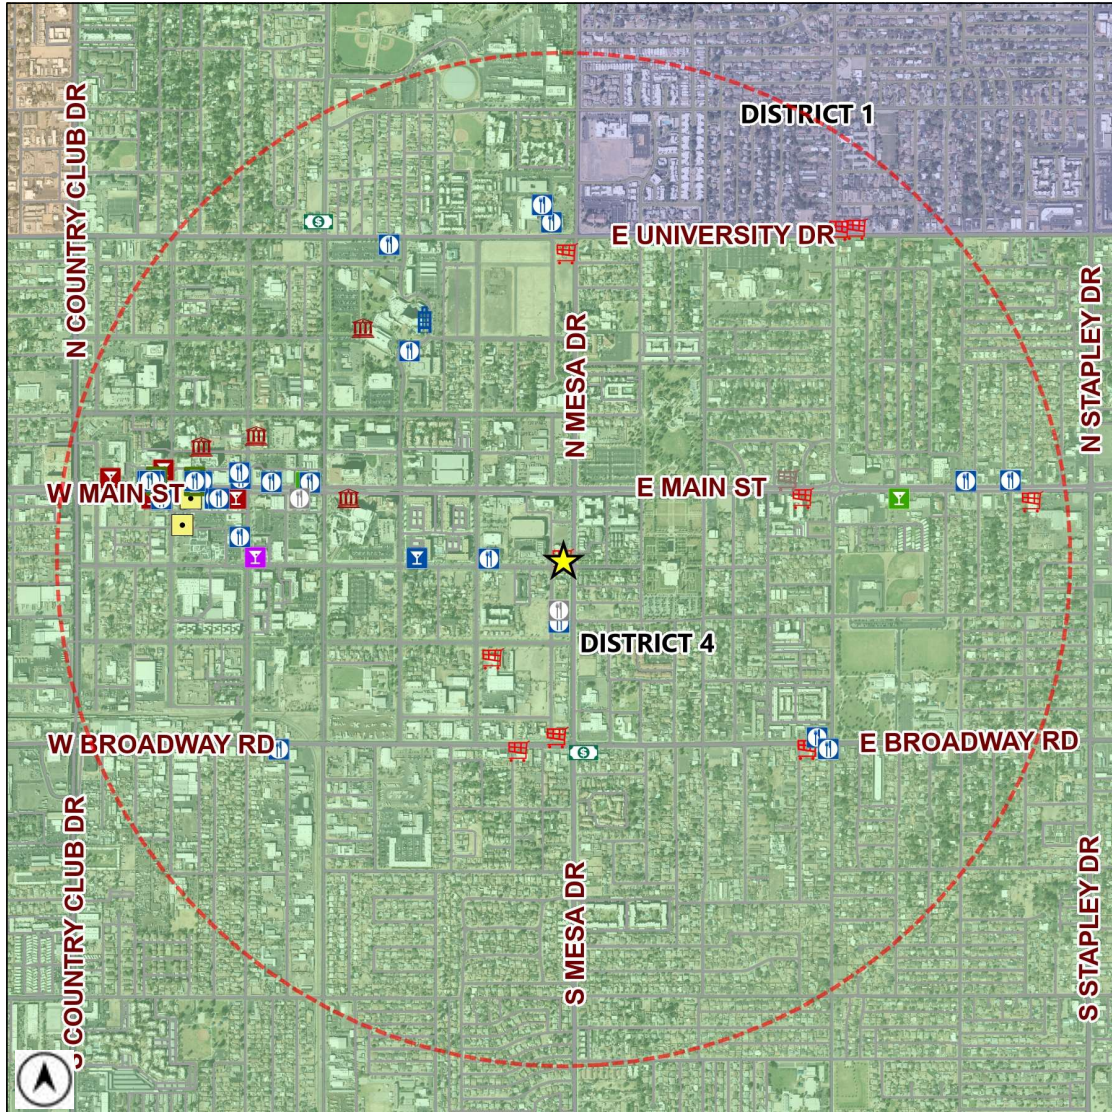 DISTRICT 1
N COUNTRY CLUB DR
E UNIVERSITY DR
N STAPLEY DR
N MESA DR
W MAIN ST
E MAIN ST
DISTRICT 4
W BROADWAY RD
E BROADWAY RD
S COUNTRY CLUB DR
S MESA DR
S STAPLEY DR